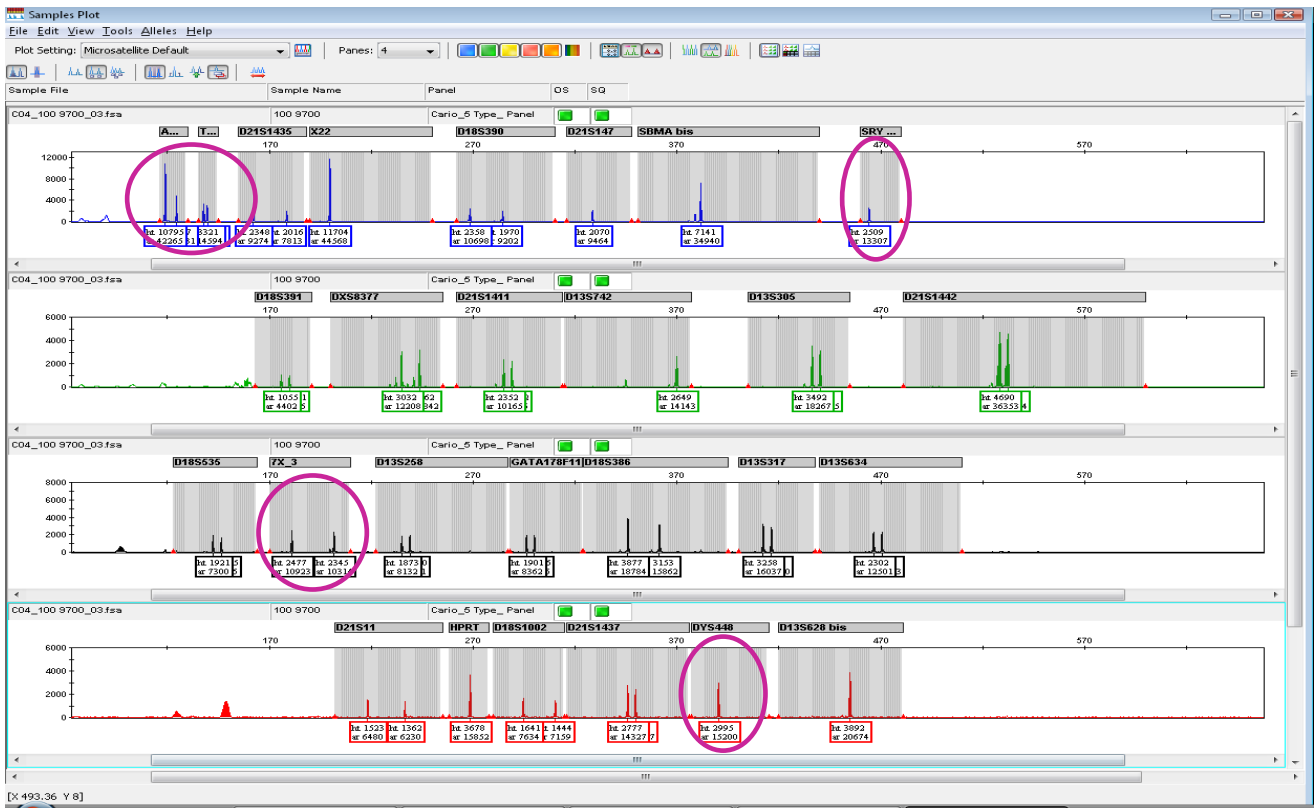 Samples Plot
File Edit View Tools Alleles Help
Plot Setting: Microsatellite Default Panes: 4
Sample File Sample Name Panel OS SQ
C04_100 9700_03.fsa 100 9700 Cario_5 Type_ Panel
A... T... D21S1435 X22 D18S390 D21S147 SBMA bis SRY ...
170 270 370 470 570
12000
8000
4000
0
ht 10795 3321 ht 2348 ht 2016 ht 11704 ht 2358 1970 ht 2070 ht 7141 ht 2509
ar 42265 14594 ar 9274 ar 7813 ar 44568 ar 10698 9202 ar 9464 ar 34940 ar 13307
C04_100 9700_03.fsa 100 9700 Cario_5 Type_ Panel
D18S391 DXS8377 D21S1411 D13S742 D13S305 D21S1442
170 270 370 470 570
6000
4000
2000
0
ht 1055 ht 3032 ht 2352 ht 2649 ht 3492 ht 4690
ar 4402 ar 12208 ar 10165 ar 14143 ar 18267 ar 36353
C04_100 9700_03.fsa 100 9700 Cario_5 Type_ Panel
D18S535 7X_3 D13S258 GATA178F11 D18S386 D13S317 D13S634
170 270 370 470 570
8000
6000
4000
2000
0
ht 1921 ht 2477 ht 2345 ht 1873 ht 1901 ht 3877 3153 ht 3258 ht 2302
ar 7300 ar 10923 ar 10314 ar 8132 ar 8362 ar 18784 15862 ar 16037 ar 12501
C04_100 9700_03.fsa 100 9700 Cario_5 Type_ Panel
D21S11 HPRT D18S1002 D21S1437 DYS448 D13S628 bis
170 270 370 470 570
6000
4000
2000
0
ht 1523 ht 1362 ht 3678 ht 1641 1444 ht 2777 ht 2995 ht 3892
ar 6480 ar 6230 ar 15852 ar 7634 7159 ar 14327 ar 15200 ar 20674
[X 493.36 Y 8]